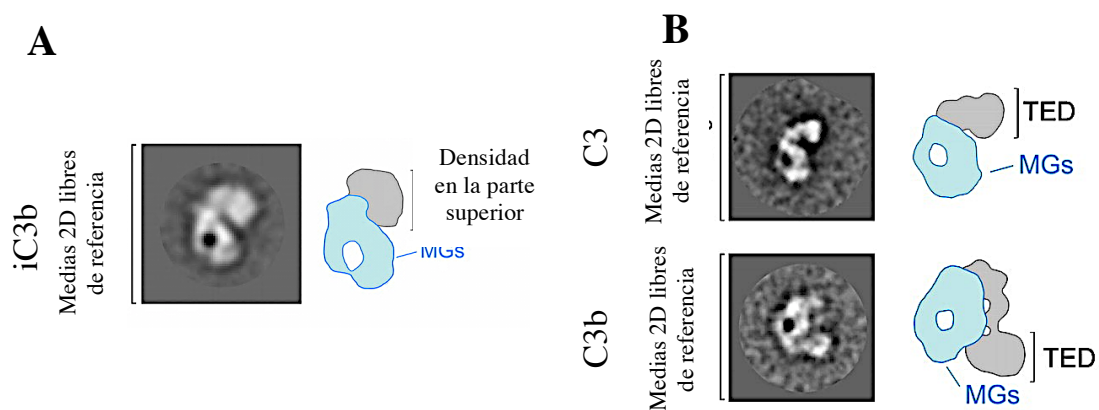 A
iC3b
Medias 2D libres
de referencia
Densidad
en la parte
superior
MGs
B
C3
Medias 2D libres
de referencia
TED
MGs
C3b
Medias 2D libres
de referencia
TED
MGs